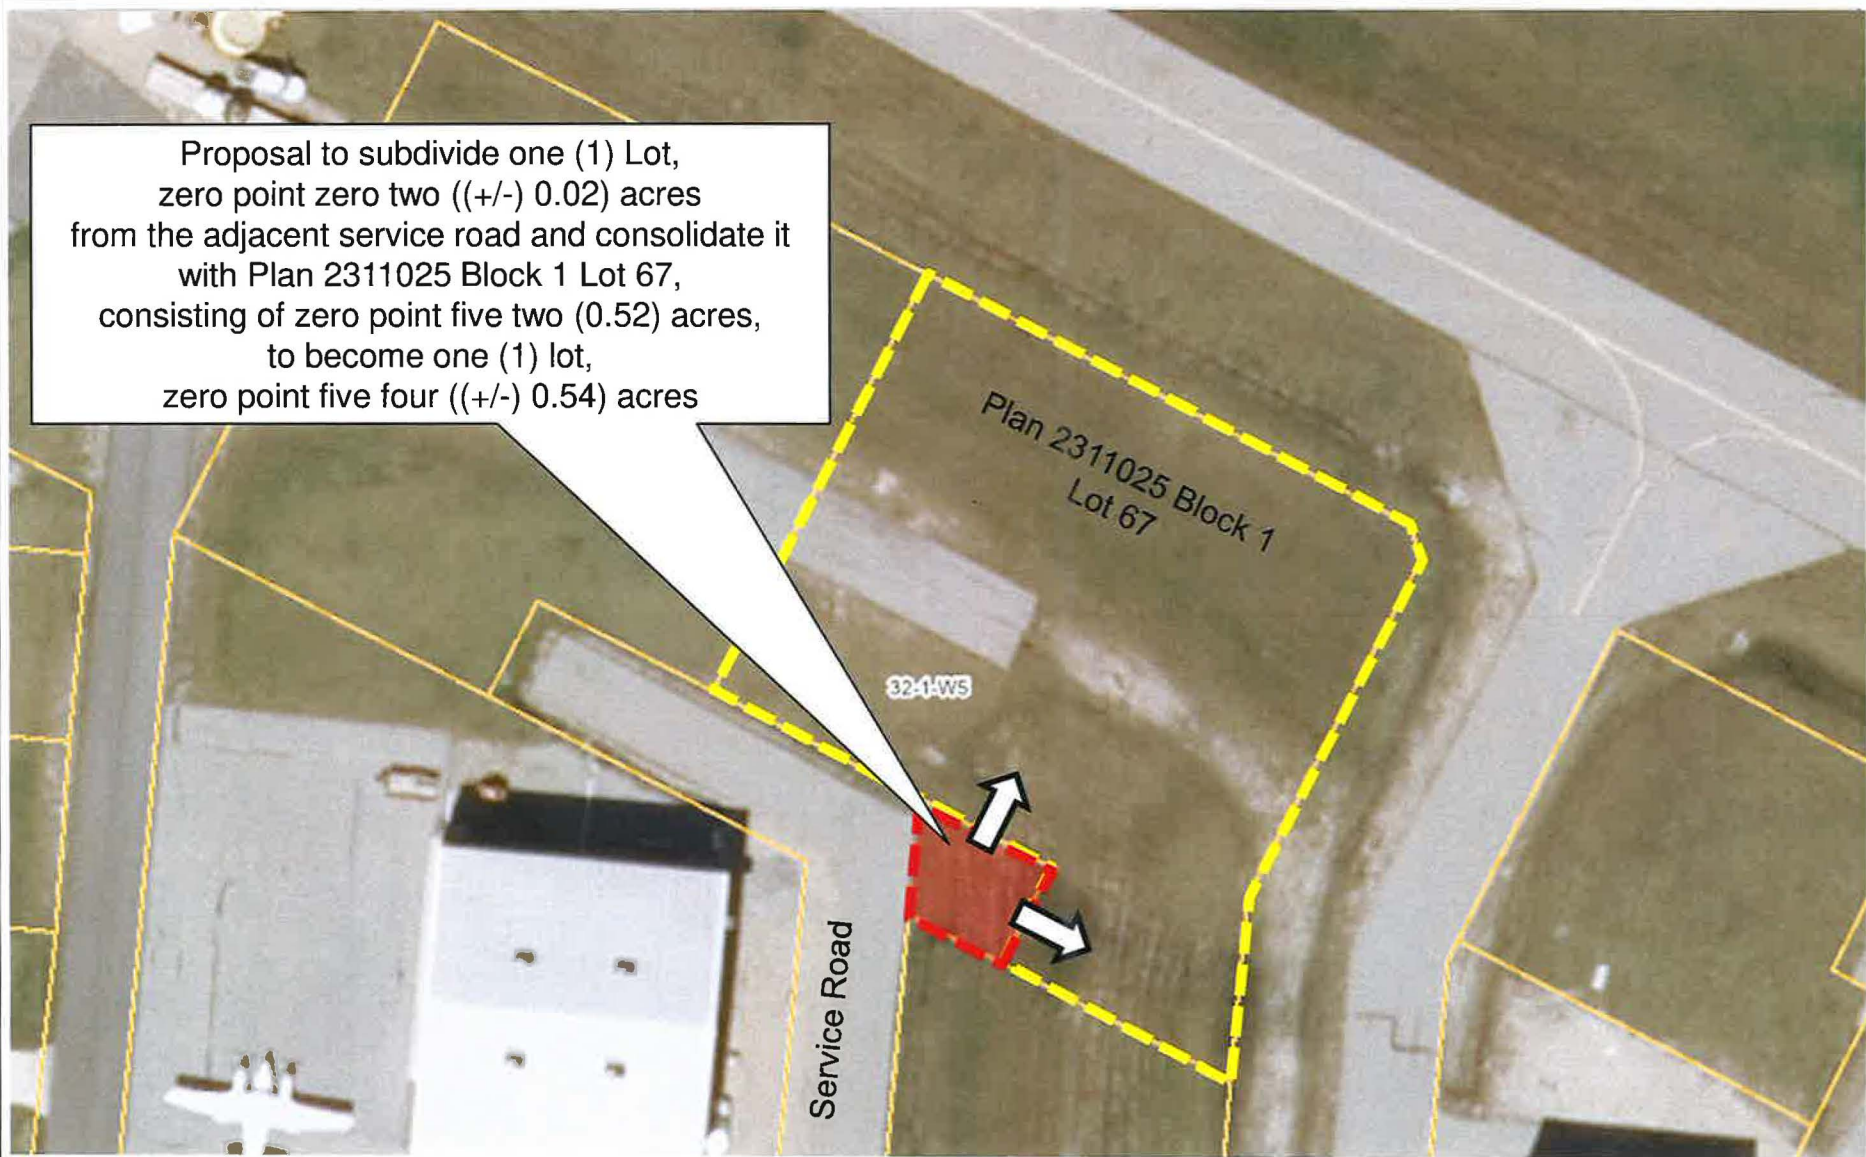 Proposal to subdivide one (1) Lot,
zero point zero two ((+/-) 0.02) acres
from the adjacent service road and consolidate it
with Plan 2311025 Block 1 Lot 67,
consisting of zero point five two (0.52) acres,
to become one (1) lot,
zero point five four ((+/-) 0.54) acres
Plan 2311025 Block 1
Lot 67
32-1-W5
Service Road